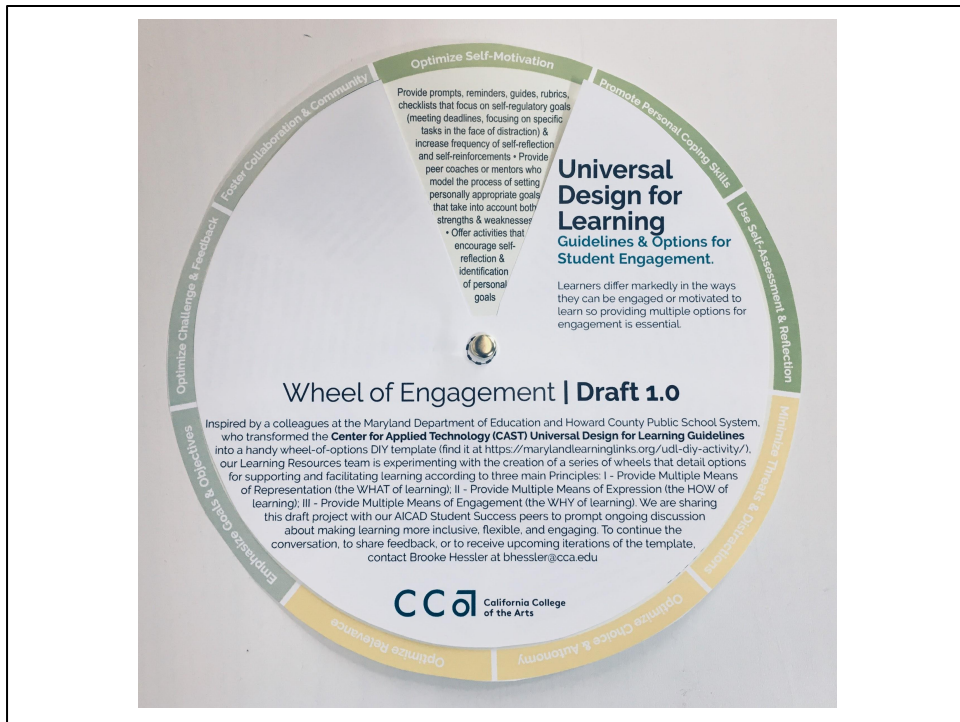 Optimize Self-Motivation
Promote Personal Coping Skills
Use Self-Assessment & Reflection
Minimize Threats & Distractions
Optimize Choice & Autonomy
Optimize Relevance
Emphasize Goals & Objectives
Optimize Challenge & Feedback
Foster Collaboration & Community
Provide prompts, reminders, guides, rubrics,
checklists that focus on self-regulatory goals
(meeting deadlines, focusing on specific
tasks in the face of distraction) &
increase frequency of self-reflection
and self-reinforcements • Provide
peer coaches or mentors who
model the process of setting
personally appropriate goals
that take into account both
strengths & weaknesses
• Offer activities that
encourage self-
reflection &
identification
of personal
goals
Universal
Design for
Learning
Guidelines & Options for
Student Engagement.
Learners differ markedly in the ways
they can be engaged or motivated to
learn so providing multiple options for
engagement is essential.
Wheel of Engagement | Draft 1.0
Inspired by a colleagues at the Maryland Department of Education and Howard County Public School System,
who transformed the Center for Applied Technology (CAST) Universal Design for Learning Guidelines
into a handy wheel-of-options DIY template (find it at https://marylandlearninglinks.org/udl-diy-activity/),
our Learning Resources team is experimenting with the creation of a series of wheels that detail options
for supporting and facilitating learning according to three main Principles: I - Provide Multiple Means
of Representation (the WHAT of learning); II - Provide Multiple Means of Expression (the HOW of
learning); III - Provide Multiple Means of Engagement (the WHY of learning). We are sharing
this draft project with our AICAD Student Success peers to prompt ongoing discussion
about making learning more inclusive, flexible, and engaging. To continue the
conversation, to share feedback, or to receive upcoming iterations of the template,
contact Brooke Hessler at bhessler@cca.edu
CCa California College
of the Arts